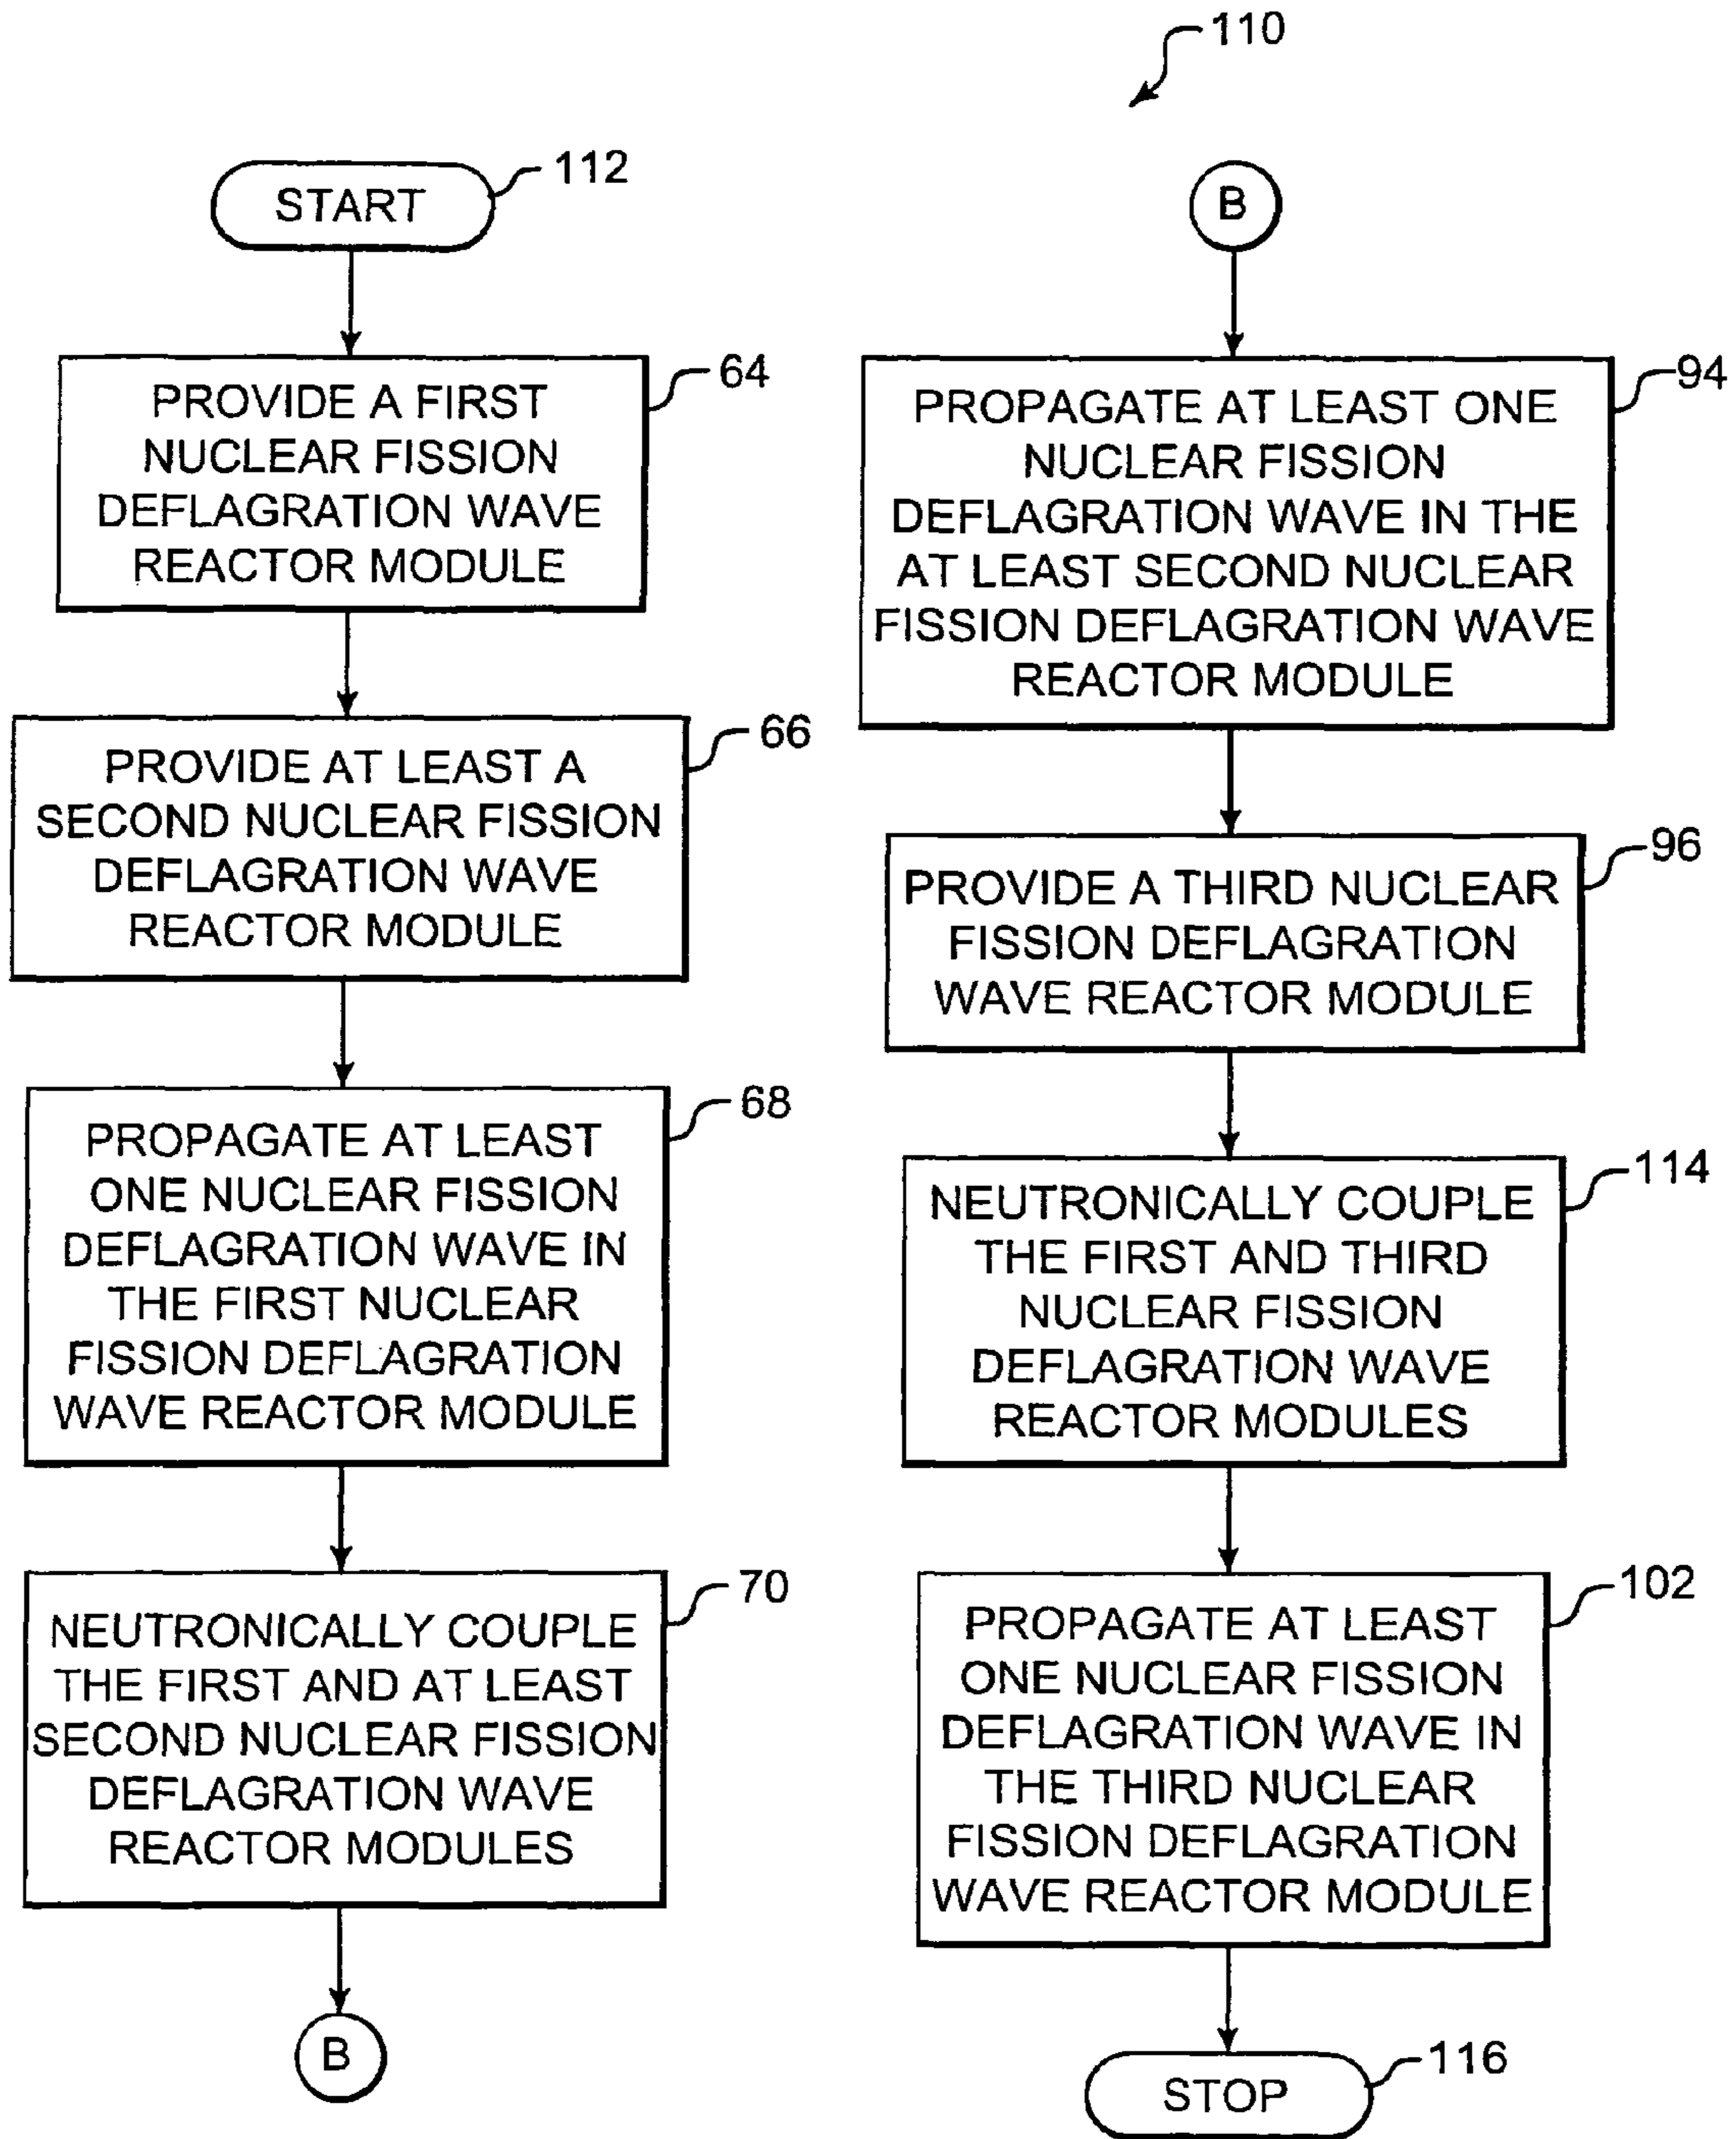 110
START
112
PROVIDE A FIRST
NUCLEAR FISSION
DEFLAGRATION WAVE
REACTOR MODULE
64
PROVIDE AT LEAST A
SECOND NUCLEAR FISSION
DEFLAGRATION WAVE
REACTOR MODULE
66
PROPAGATE AT LEAST
ONE NUCLEAR FISSION
DEFLAGRATION WAVE IN
THE FIRST NUCLEAR
FISSION DEFLAGRATION
WAVE REACTOR MODULE
68
NEUTRONICALLY COUPLE
THE FIRST AND AT LEAST
SECOND NUCLEAR FISSION
DEFLAGRATION WAVE
REACTOR MODULES
70
B
B
PROPAGATE AT LEAST ONE
NUCLEAR FISSION
DEFLAGRATION WAVE IN THE
AT LEAST SECOND NUCLEAR
FISSION DEFLAGRATION WAVE
REACTOR MODULE
94
PROVIDE A THIRD NUCLEAR
FISSION DEFLAGRATION
WAVE REACTOR MODULE
96
NEUTRONICALLY COUPLE
THE FIRST AND THIRD
NUCLEAR FISSION
DEFLAGRATION WAVE
REACTOR MODULES
114
PROPAGATE AT LEAST
ONE NUCLEAR FISSION
DEFLAGRATION WAVE IN
THE THIRD NUCLEAR
FISSION DEFLAGRATION
WAVE REACTOR MODULE
102
STOP
116